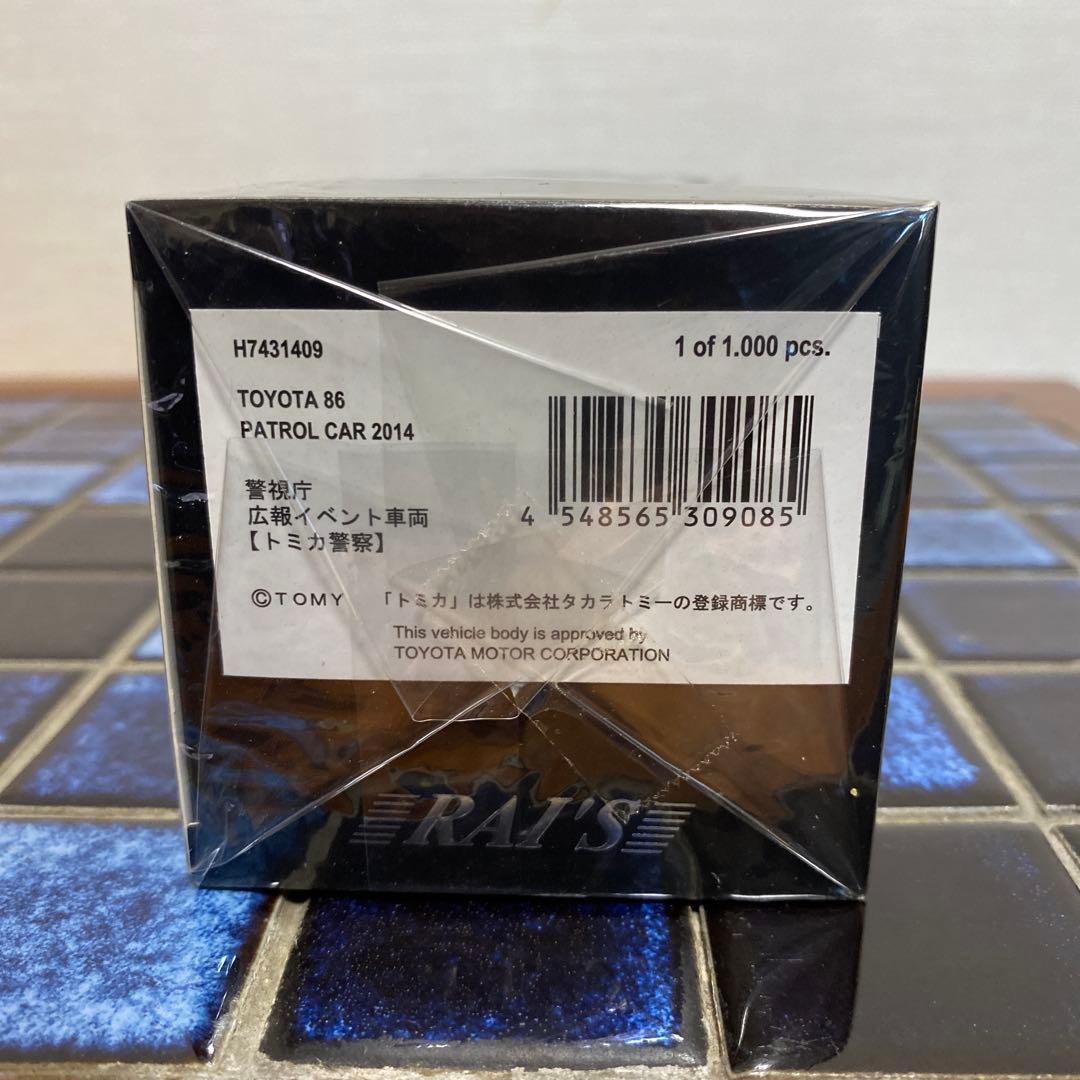 H7431409
1 of 1.000 pcs.
TOYOTA 86
PATROL CAR 2014
警視庁
広報イベント車両
【トミカ警察】
4 548565 309085
©TOMY 「トミカ」は株式会社タカラトミーの登録商標です。
This vehicle body is approved by
TOYOTA MOTOR CORPORATION
RAI'S